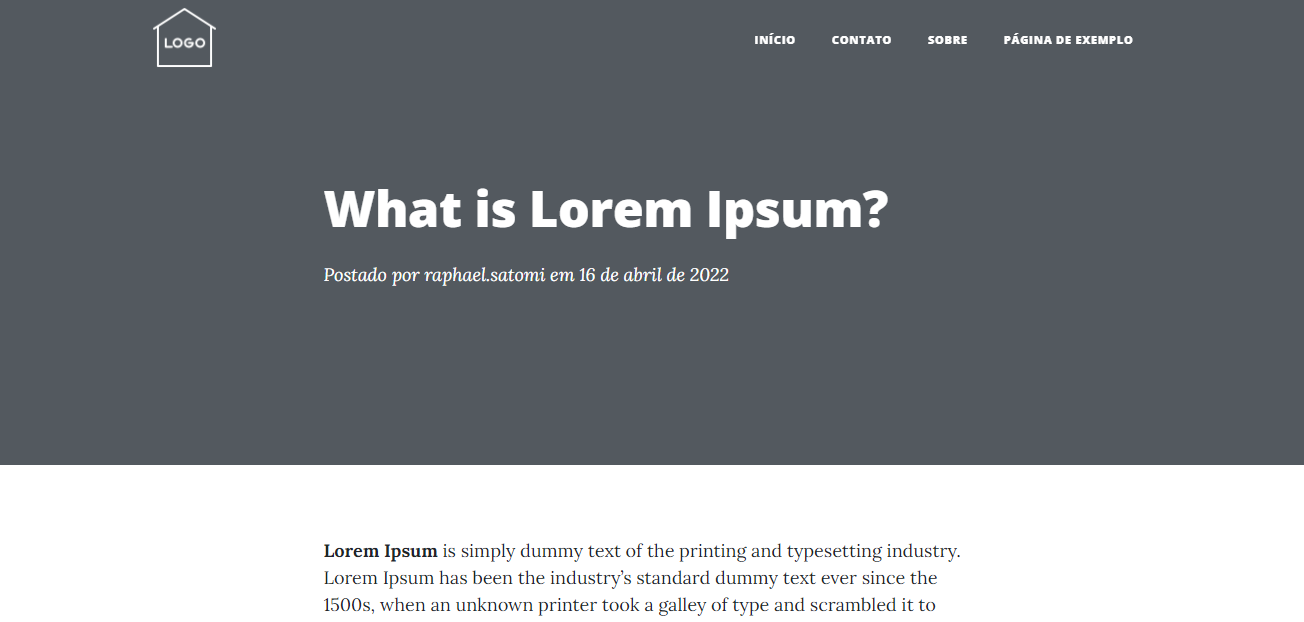 LOGO
INÍCIO CONTATO SOBRE PÁGINA DE EXEMPLO
What is Lorem Ipsum?
Postado por raphael.satomi em 16 de abril de 2022
Lorem Ipsum is simply dummy text of the printing and typesetting industry.
Lorem Ipsum has been the industry’s standard dummy text ever since the
1500s, when an unknown printer took a galley of type and scrambled it to